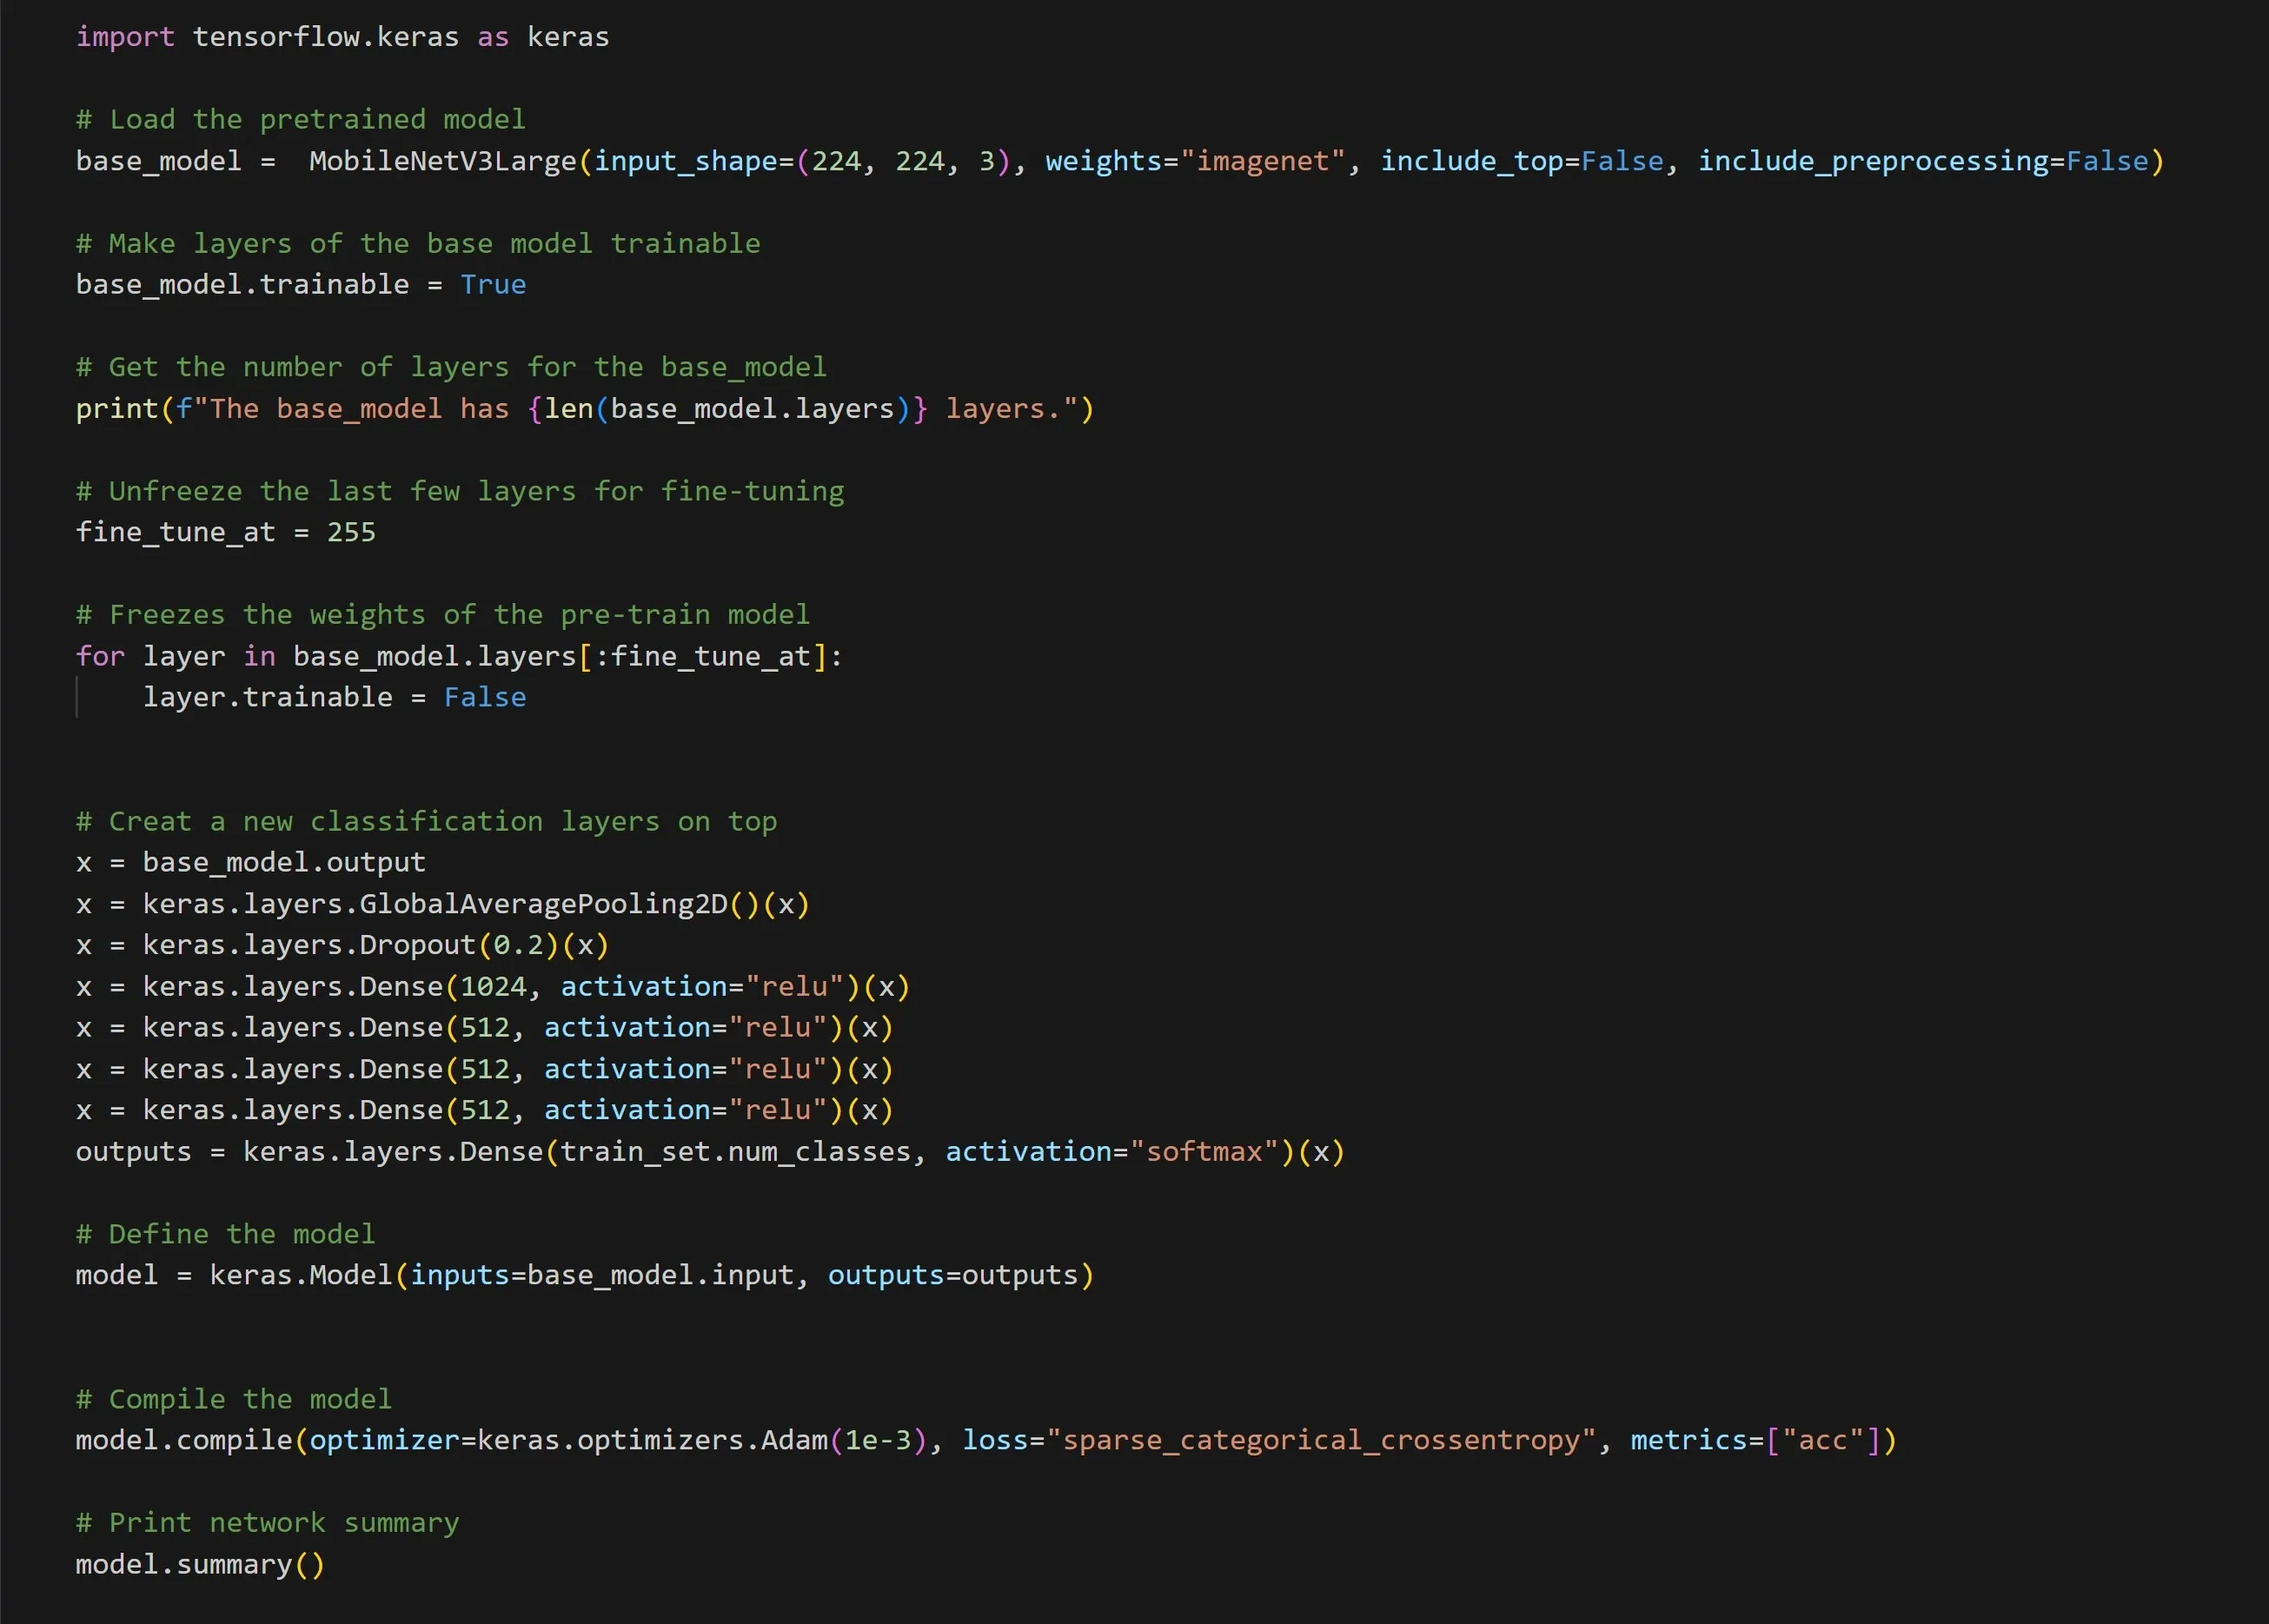 import tensorflow.keras as keras
# Load the pretrained model
base_model =  MobileNetV3Large(input_shape=(224, 224, 3), weights="imagenet", include_top=False, include_preprocessing=False)
# Make layers of the base model trainable
base_model.trainable = True
# Get the number of layers for the base_model
print(f"The base_model has {len(base_model.layers)} layers.")
# Unfreeze the last few layers for fine-tuning
fine_tune_at = 255
# Freezes the weights of the pre-train model
for layer in base_model.layers[:fine_tune_at]:
    layer.trainable = False
# Creat a new classification layers on top
x = base_model.output
x = keras.layers.GlobalAveragePooling2D()(x)
x = keras.layers.Dropout(0.2)(x)
x = keras.layers.Dense(1024, activation="relu")(x)
x = keras.layers.Dense(512, activation="relu")(x)
x = keras.layers.Dense(512, activation="relu")(x)
x = keras.layers.Dense(512, activation="relu")(x)
outputs = keras.layers.Dense(train_set.num_classes, activation="softmax")(x)
# Define the model
model = keras.Model(inputs=base_model.input, outputs=outputs)
# Compile the model
model.compile(optimizer=keras.optimizers.Adam(1e-3), loss="sparse_categorical_crossentropy", metrics=["acc"])
# Print network summary
model.summary()